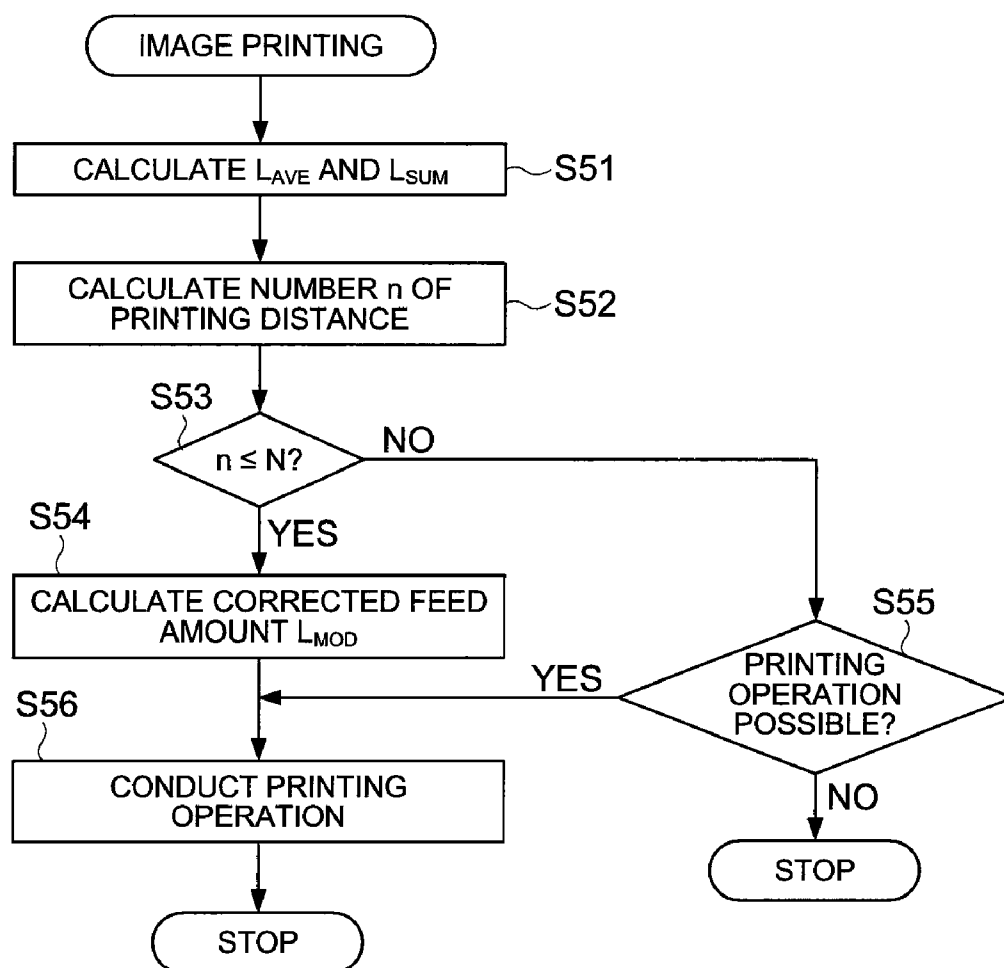 IMAGE PRINTING
CALCULATE LAVE AND LSUM
S51
CALCULATE NUMBER n OF
PRINTING DISTANCE
S52
S53
n ≤ N?
NO
YES
S54
CALCULATE CORRECTED FEED
AMOUNT LMOD
S55
PRINTING
OPERATION
POSSIBLE?
YES
NO
S56
CONDUCT PRINTING
OPERATION
STOP
STOP